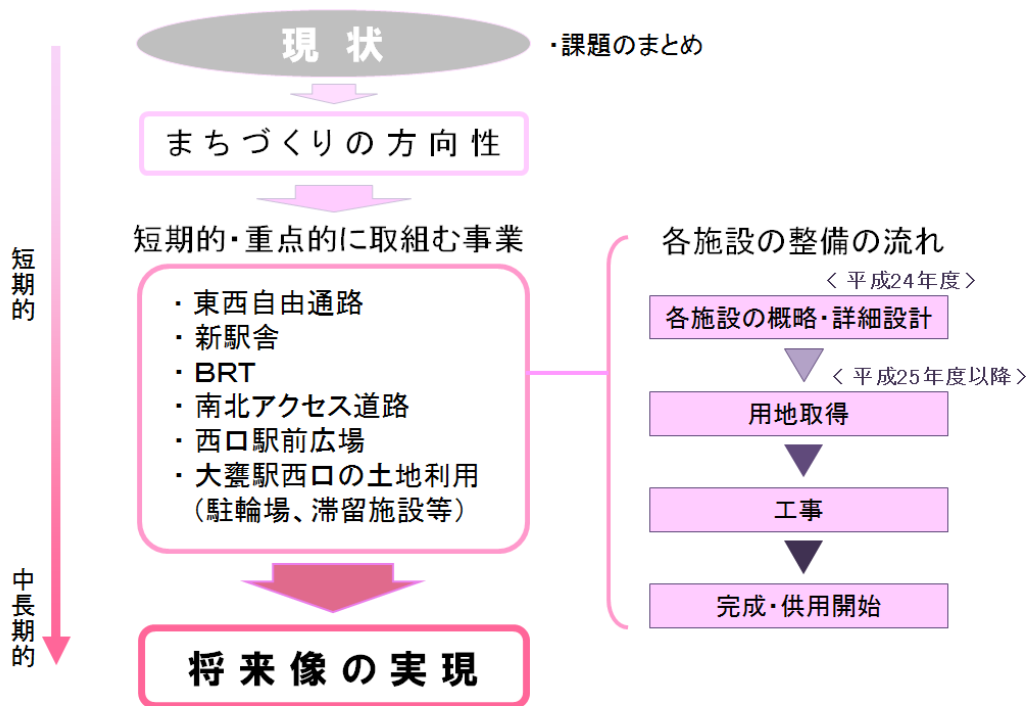 現状
・課題のまとめ
まちづくりの方向性
短期的・重点的に取組む事業
・ 東西自由通路
・ 新駅舎
・ BRT
・ 南北アクセス道路
・ 西口駅前広場
・ 大甕駅西口の土地利用
(駐輪場、滞留施設等)
将来像の実現
短期的
中長期的
各施設の整備の流れ
< 平成24年度 >
各施設の概略・詳細設計
< 平成25年度以降 >
用地取得
工事
完成・供用開始